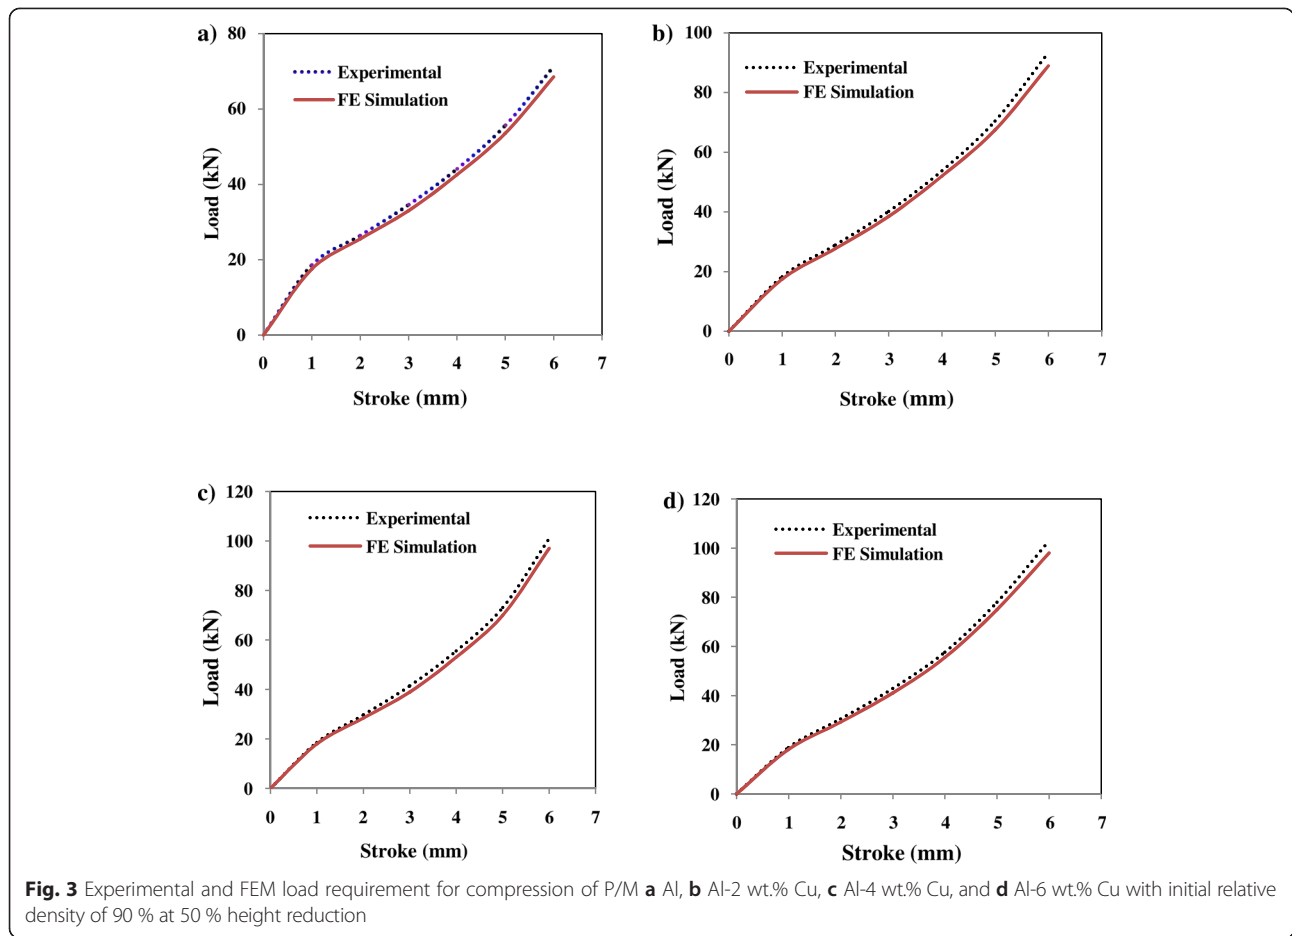 a)
80
60
40
20
0
Load (kN)
Experimental
FE Simulation
0 1 2 3 4 5 6 7
Stroke (mm)
b)
100
80
60
40
20
0
Load (kN)
Experimental
FE Simulation
0 1 2 3 4 5 6 7
Stroke (mm)
c)
120
100
80
60
40
20
0
Load (kN)
Experimental
FE Simulation
0 1 2 3 4 5 6 7
Stroke (mm)
d)
120
100
80
60
40
20
0
Load (kN)
Experimental
FE Simulation
0 1 2 3 4 5 6 7
Stroke (mm)
Fig. 3 Experimental and FEM load requirement for compression of P/M a Al, b Al-2 wt.% Cu, c Al-4 wt.% Cu, and d Al-6 wt.% Cu with initial relative
density of 90 % at 50 % height reduction